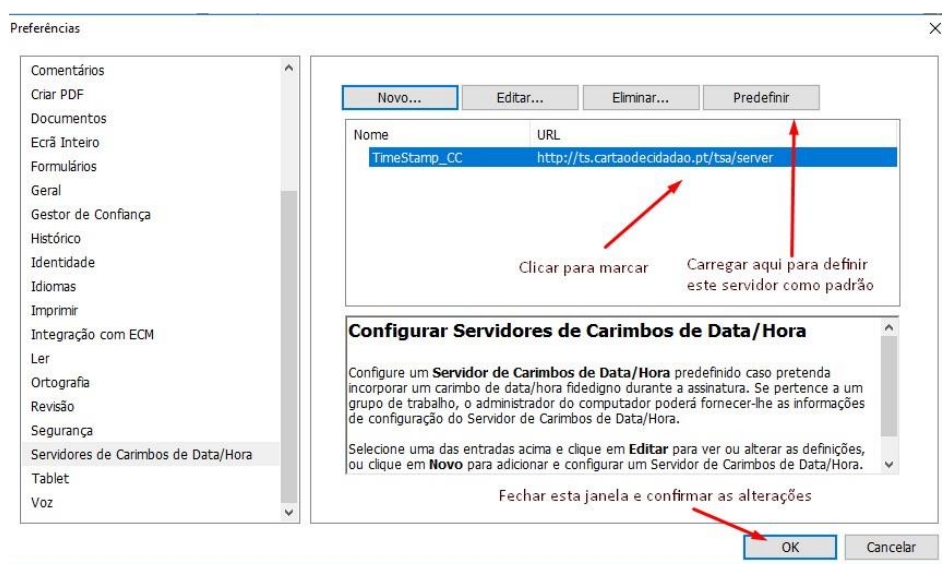 Preferências
Comentários
Criar PDF
Documentos
Ecrã Inteiro
Formulários
Geral
Gestor de Confiança
Histórico
Identidade
Idiomas
Imprimir
Integração com ECM
Ler
Ortografia
Revisão
Segurança
Servidores de Carimbos de Data/Hora
Tablet
Voz
Novo... Editar... Eliminar... Predefinir
Nome URL
TimeStamp_CC http://ts.cartaodecidadao.pt/tsa/server
Clicar para marcar
Carregar aqui para definir
este servidor como padrão
Configurar Servidores de Carimbos de Data/Hora
Configure um Servidor de Carimbos de Data/Hora predefinido caso pretenda
incorporar um carimbo de data/hora fidedigno durante a assinatura. Se pertence a um
grupo de trabalho, o administrador do computador poderá fornecer-lhe as informações
de configuração do Servidor de Carimbos de Data/Hora.
Selecione uma das entradas acima e clique em Editar para ver ou alterar as definições,
ou clique em Novo para adicionar e configurar um Servidor de Carimbos de Data/Hora.
Fechar esta janela e confirmar as alterações
OK Cancelar